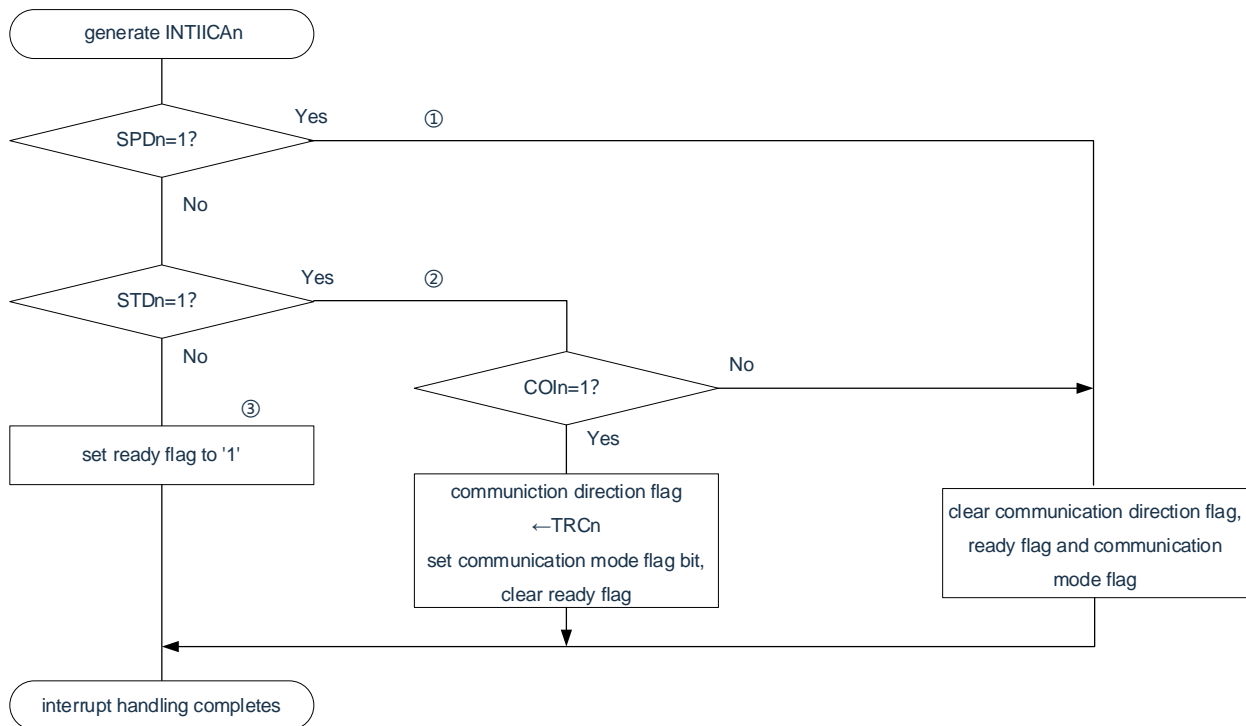 generate INTIICAn
Yes
①
SPDn=1?
No
Yes
②
STDn=1?
No
No
COIn=1?
③
Yes
set ready flag to '1'
communiction direction flag
←TRCn
set communication mode flag bit,
clear ready flag
clear communication direction flag,
ready flag and communication
mode flag
interrupt handling completes